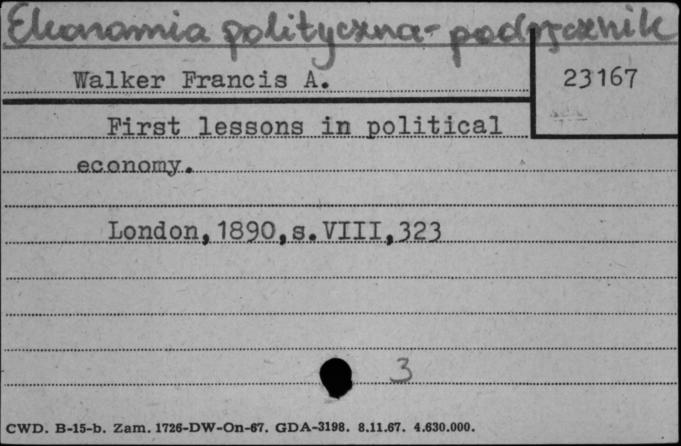 Ekonomia polityczna - podręcznik
Walker Francis A.
23167
First lessons in political
economy.
London,1890,s.VIII,323
3
CWD. B-15-b. Zam. 1726-DW-On-67. GDA-3198. 8.11.67. 4.630.000.